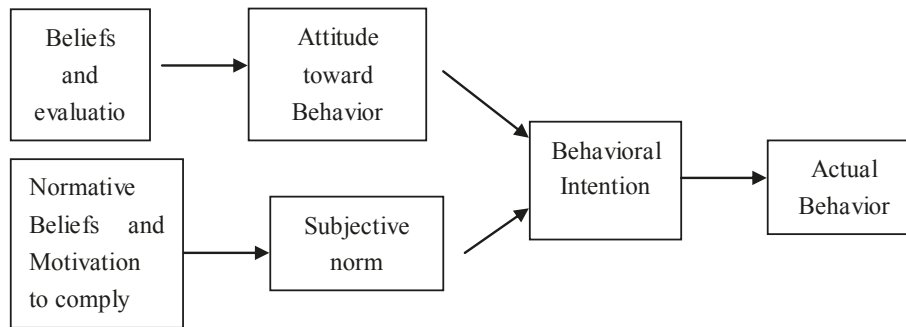 Beliefs
and
evaluatio
Attitude
toward
Behavior
Normative
Beliefs and
Motivation
to comply
Subjective
norm
Behavioral
Intention
Actual
Behavior